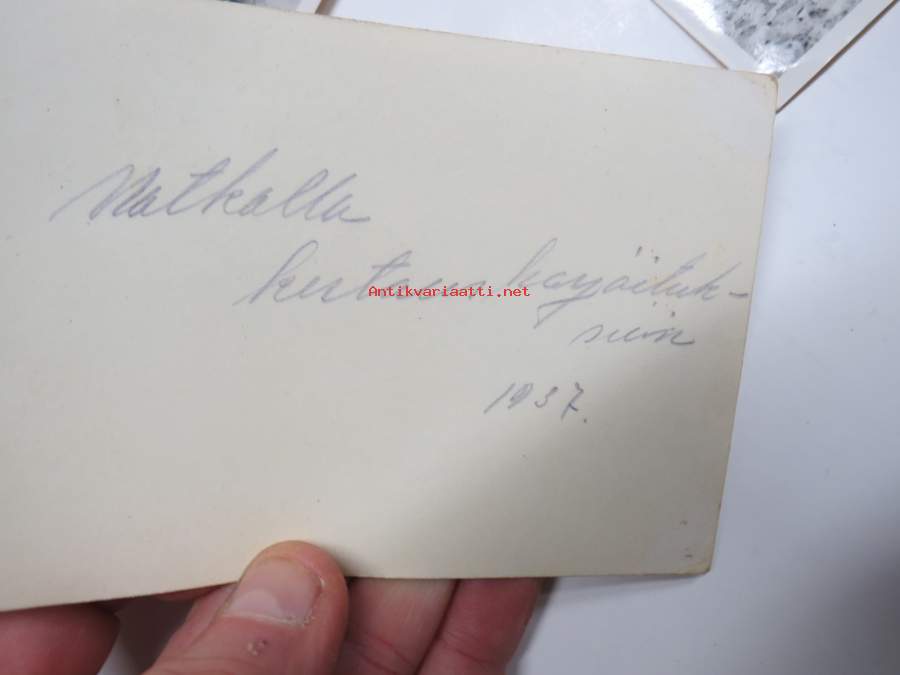 Matkalla
kertausharjoituk-
siin
Antikvariaatti.net
1937.